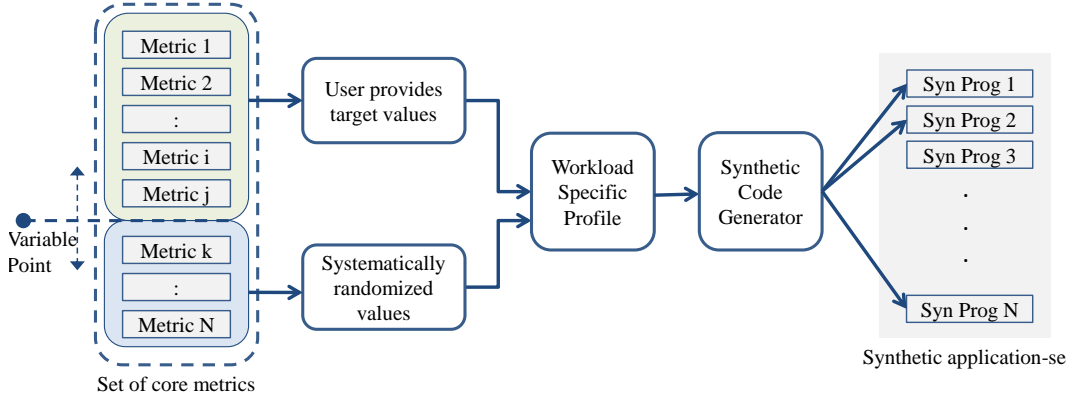 Metric 1
Metric 2
:
Metric i
Metric j
Variable
Point
Metric k
:
Metric N
Set of core metrics
User provides
target values
Systematically
randomized
values
Workload
Specific
Profile
Synthetic
Code
Generator
Syn Prog 1
Syn Prog 2
Syn Prog 3
.
.
.
Syn Prog N
Synthetic application-se